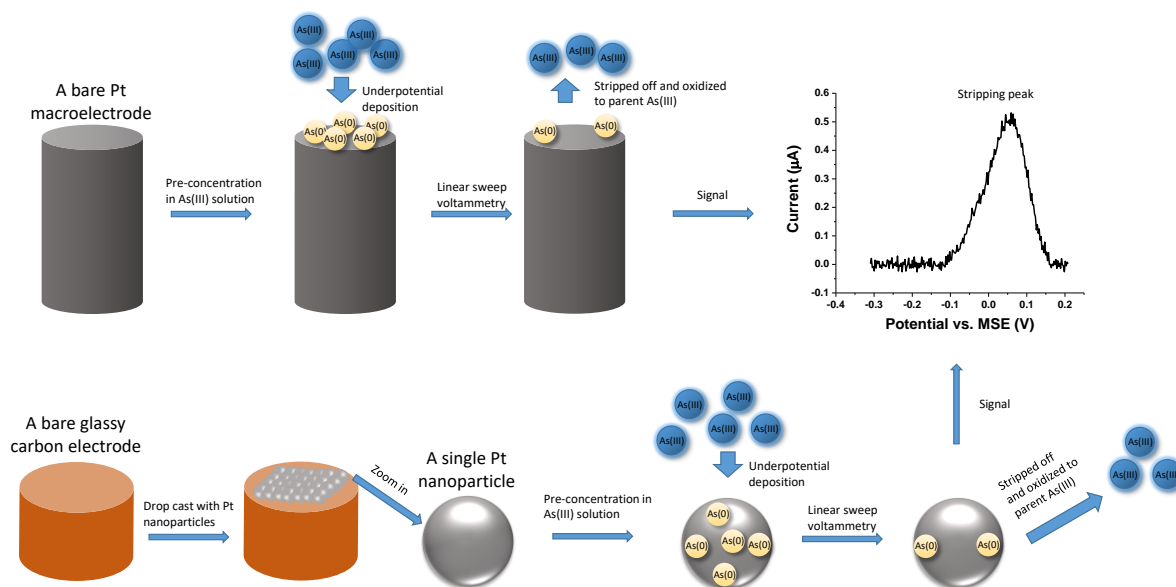 A bare Pt
macroelectrode
Pre-concentration
in As(III) solution
As(III)
As(III)
As(III)
As(III)
As(III)
Underpotential
deposition
As(0)
As(0)
As(0)
As(0)
As(0)
Linear sweep
voltammetry
As(III)
As(III)
As(III)
Stripped off and oxidized
to parent As(III)
As(0)
As(0)
Signal
Stripping peak
Current (µA)
0.6
0.5
0.4
0.3
0.2
0.1
0.0
-0.1
-0.4
-0.3
-0.2
-0.1
0.0
0.1
0.2
Potential vs. MSE (V)
A bare glassy
carbon electrode
Drop cast with Pt
nanoparticles
Zoom in
A single Pt
nanoparticle
Pre-concentration in
As(III) solution
As(III)
As(III)
As(III)
As(III)
As(III)
Underpotential
deposition
As(0)
As(0)
As(0)
As(0)
As(0)
Linear sweep
voltammetry
As(0)
As(0)
Signal
Stripped off
and oxidized to
parent As(III)
As(III)
As(III)
As(III)